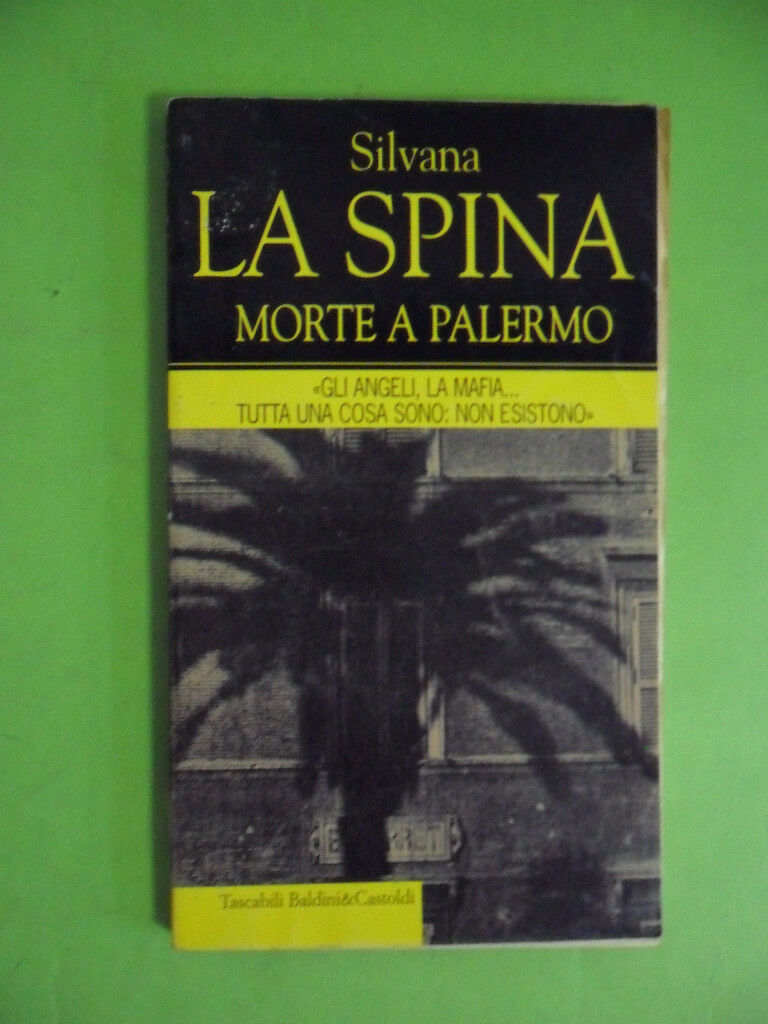 Silvana
LA SPINA
MORTE A PALERMO
«GLI ANGELI, LA MAFIA...
TUTTA UNA COSA SONO: NON ESISTONO»
Tascabili Baldini&Castoldi